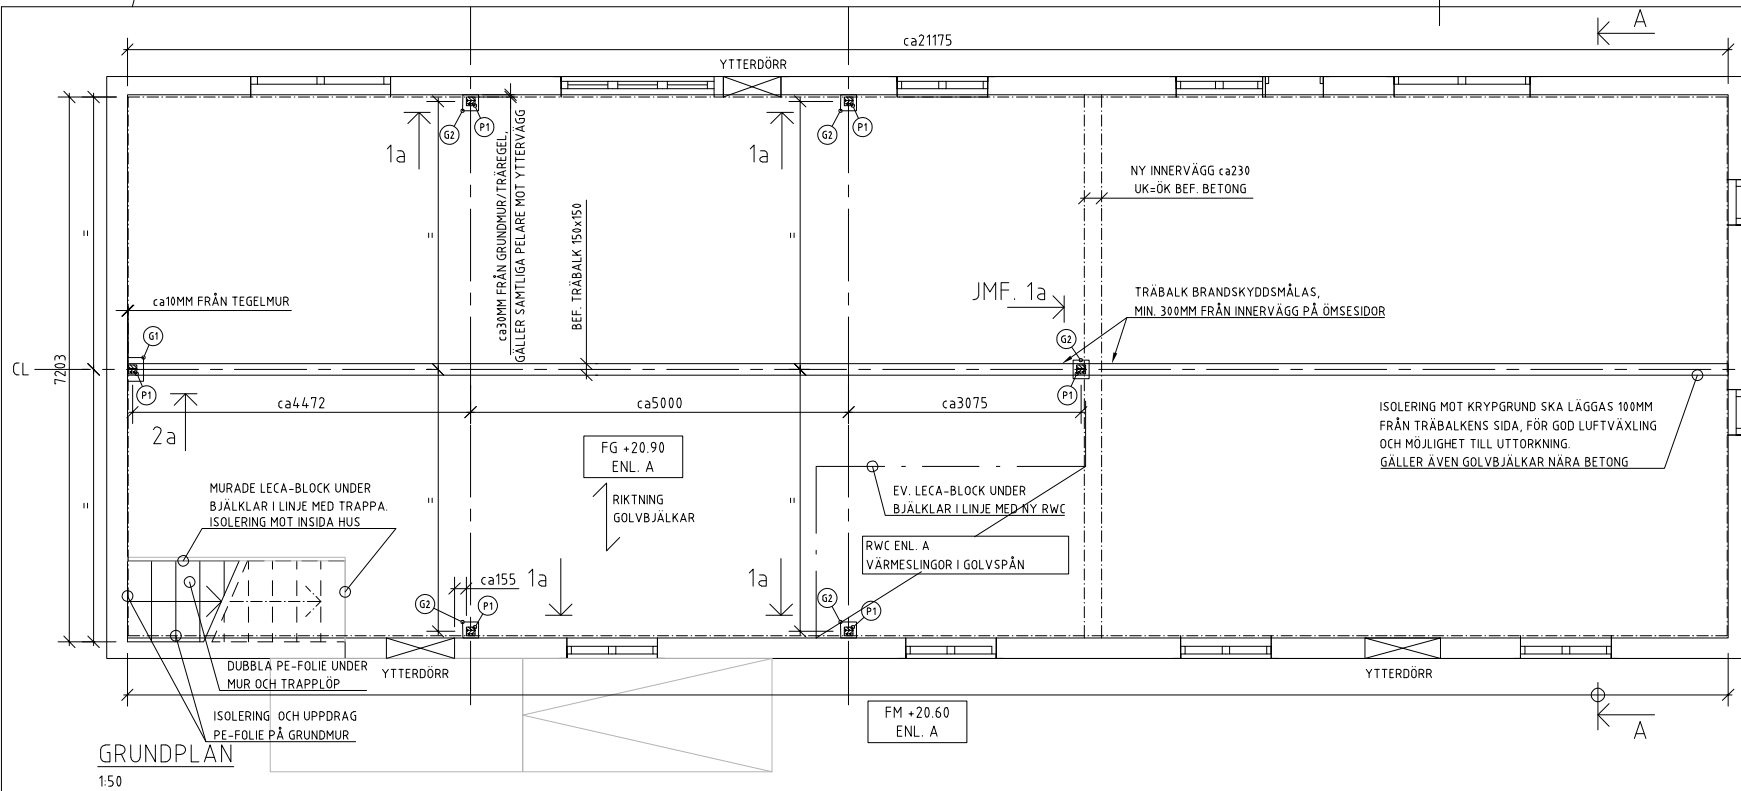 A
ca21175
YTTERDÖRR
G2
P1
G2
P1
1a
1a
ca30MM FRÅN GRUNDMUR/TRÄREGEL,
GÄLLER SAMTLIGA PELARE MOT YTTERVÄGG
BEF. TRÄBALK 150x150
NY INNERVÄGG ca230
UK=ÖK BEF. BETONG
=
=
=
ca10MM FRÅN TEGELMUR
JMF. 1a
TRÄBALK BRANDSKYDDSMÅLAS,
MIN. 300MM FRÅN INNERVÄGG PÅ ÖMSESIDOR
G1
G2
CL
7203
P1
P1
ca4472
ca5000
ca3075
2a
ISOLERING MOT KRYPGRUND SKA LÄGGAS 100MM
FRÅN TRÄBALKENS SIDA, FÖR GOD LUFTVÄXLING
OCH MÖJLIGHET TILL UTTORKNING.
GÄLLER ÄVEN GOLVBJÄLKAR NÄRA BETONG
FG +20.90
ENL. A
MURADE LECA-BLOCK UNDER
BJÄLKLAR I LINJE MED TRAPPA.
ISOLERING MOT INSIDA HUS
RIKTNING
GOLVBJÄLKAR
EV. LECA-BLOCK UNDER
BJÄLKLAR I LINJE MED NY RWC
=
=
=
RWC ENL. A
VÄRMESLINGOR I GOLVSPÅN
ca155
1a
1a
G2
P1
G2
P1
DUBBLA PE-FOLIE UNDER
MUR OCH TRAPPLÖP
YTTERDÖRR
YTTERDÖRR
ISOLERING OCH UPPDRAG
PE-FOLIE PÅ GRUNDMUR
FM +20.60
ENL. A
A
GRUNDPLAN
1:50